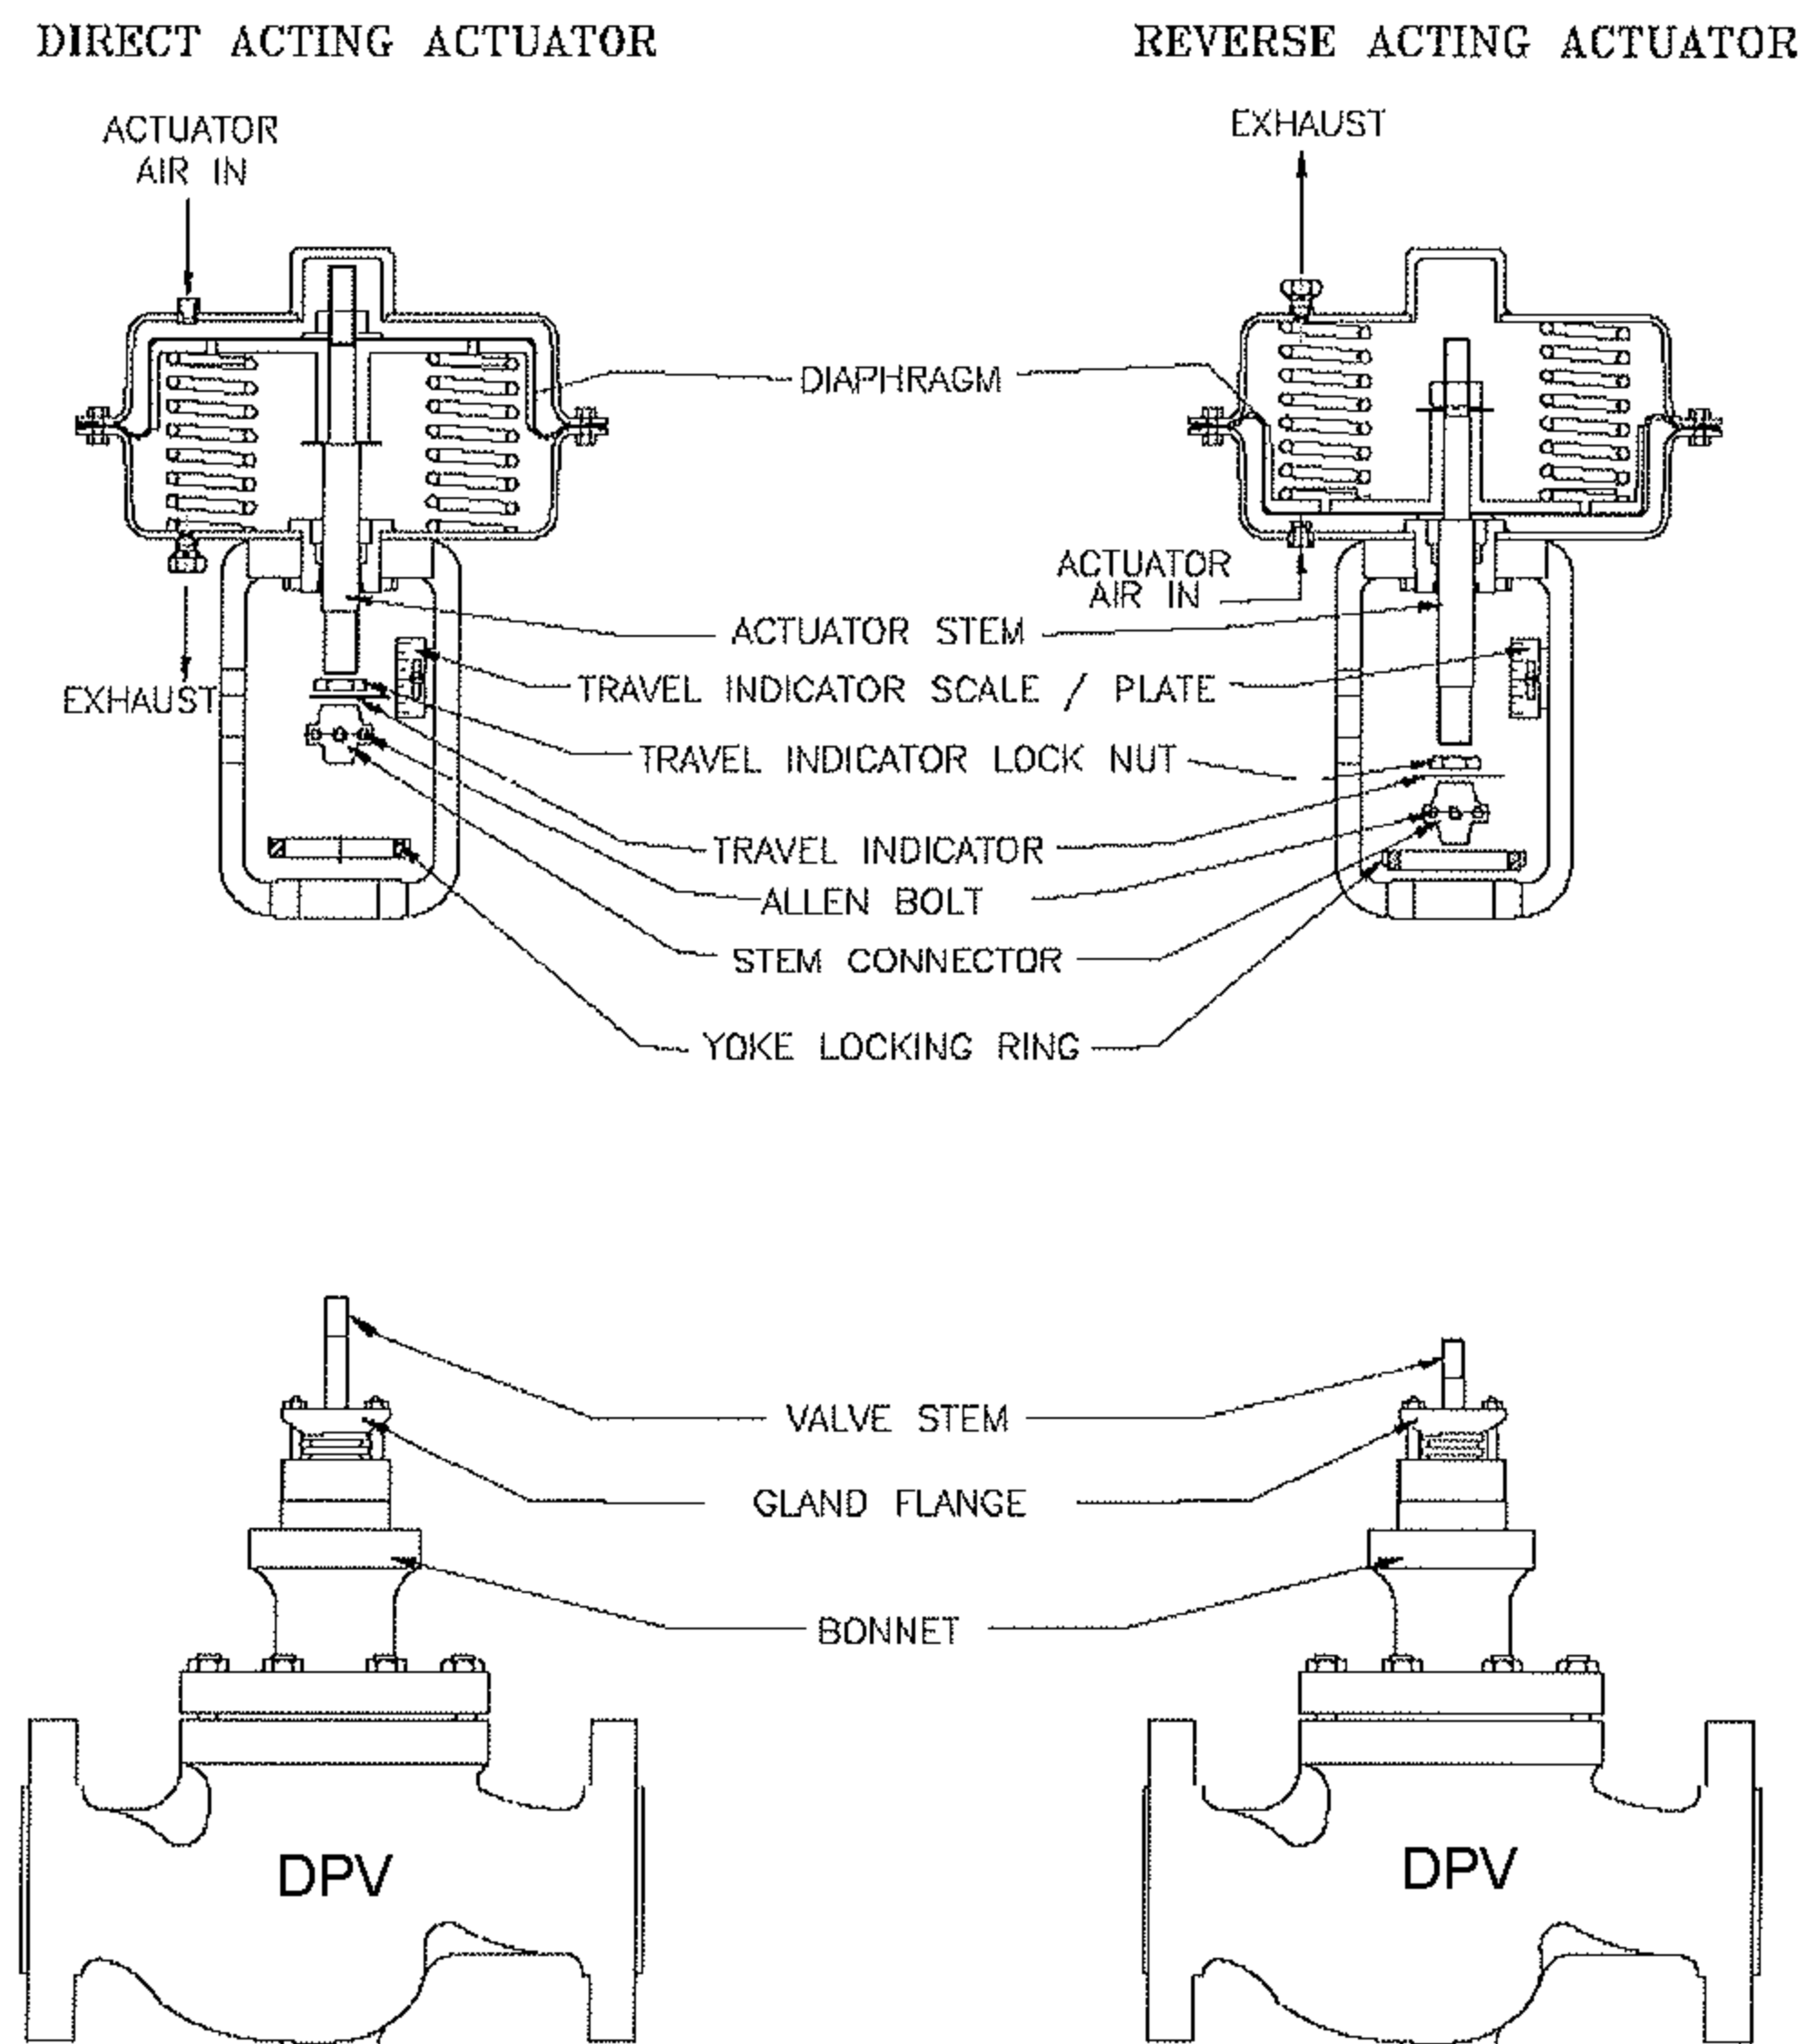 DIRECT ACTING ACTUATOR
REVERSE ACTING ACTUATOR
ACTUATOR
AIR IN
EXHAUST
DIAPHRAGM
ACTUATOR
AIR IN
ACTUATOR STEM
EXHAUST
TRAVEL INDICATOR SCALE / PLATE
TRAVEL INDICATOR LOCK NUT
TRAVEL INDICATOR
ALLEN BOLT
STEM CONNECTOR
YOKE LOCKING RING
VALVE STEM
GLAND FLANGE
BONNET
DPV
DPV